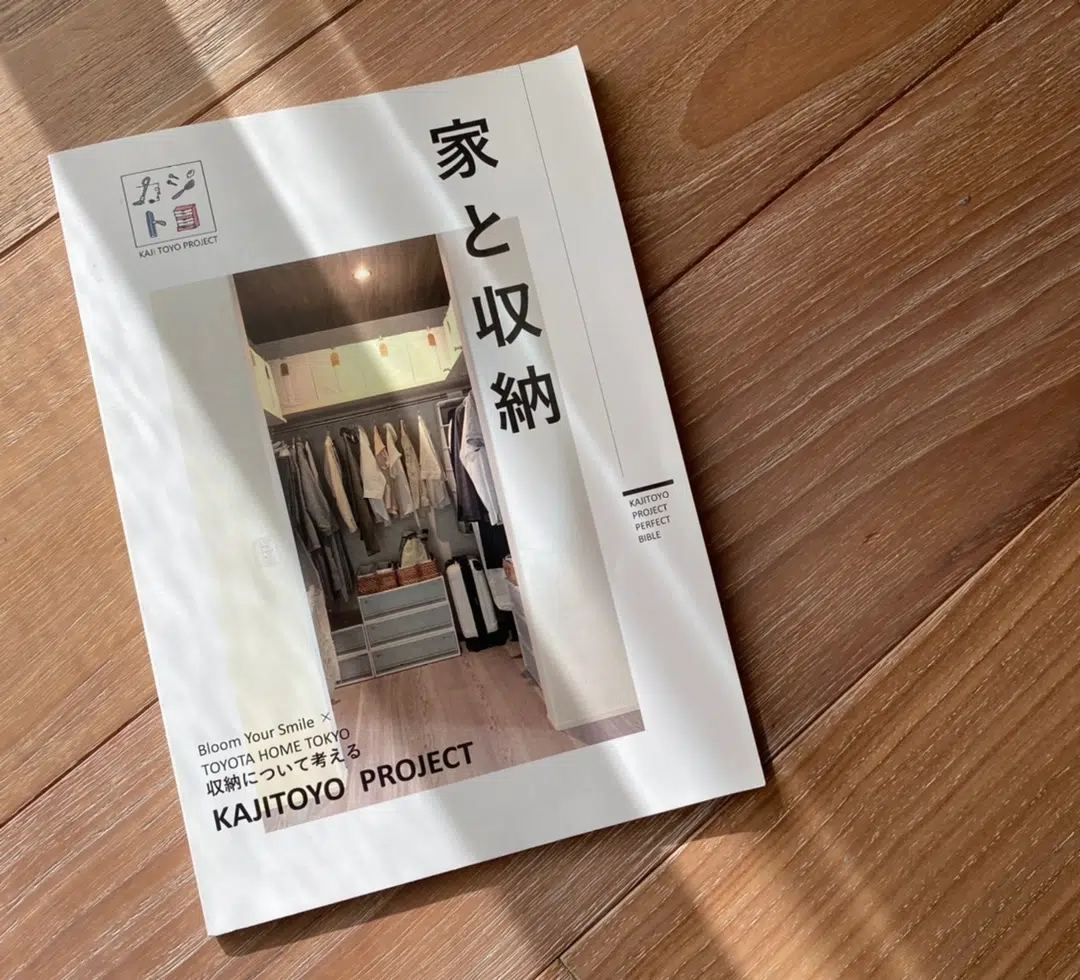 カジ
トヨ
KAJI TOYO PROJECT
家と収納
KAJITOYO
PROJECT
PERFECT
BIBLE
Bloom Your Smile ×
TOYOTA HOME TOKYO
収納について考える
KAJITOYO PROJECT